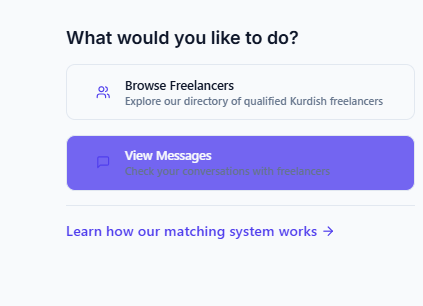 What would you like to do?
Browse Freelancers
Explore our directory of qualified Kurdish freelancers
View Messages
Check your conversations with freelancers
Learn how our matching system works →